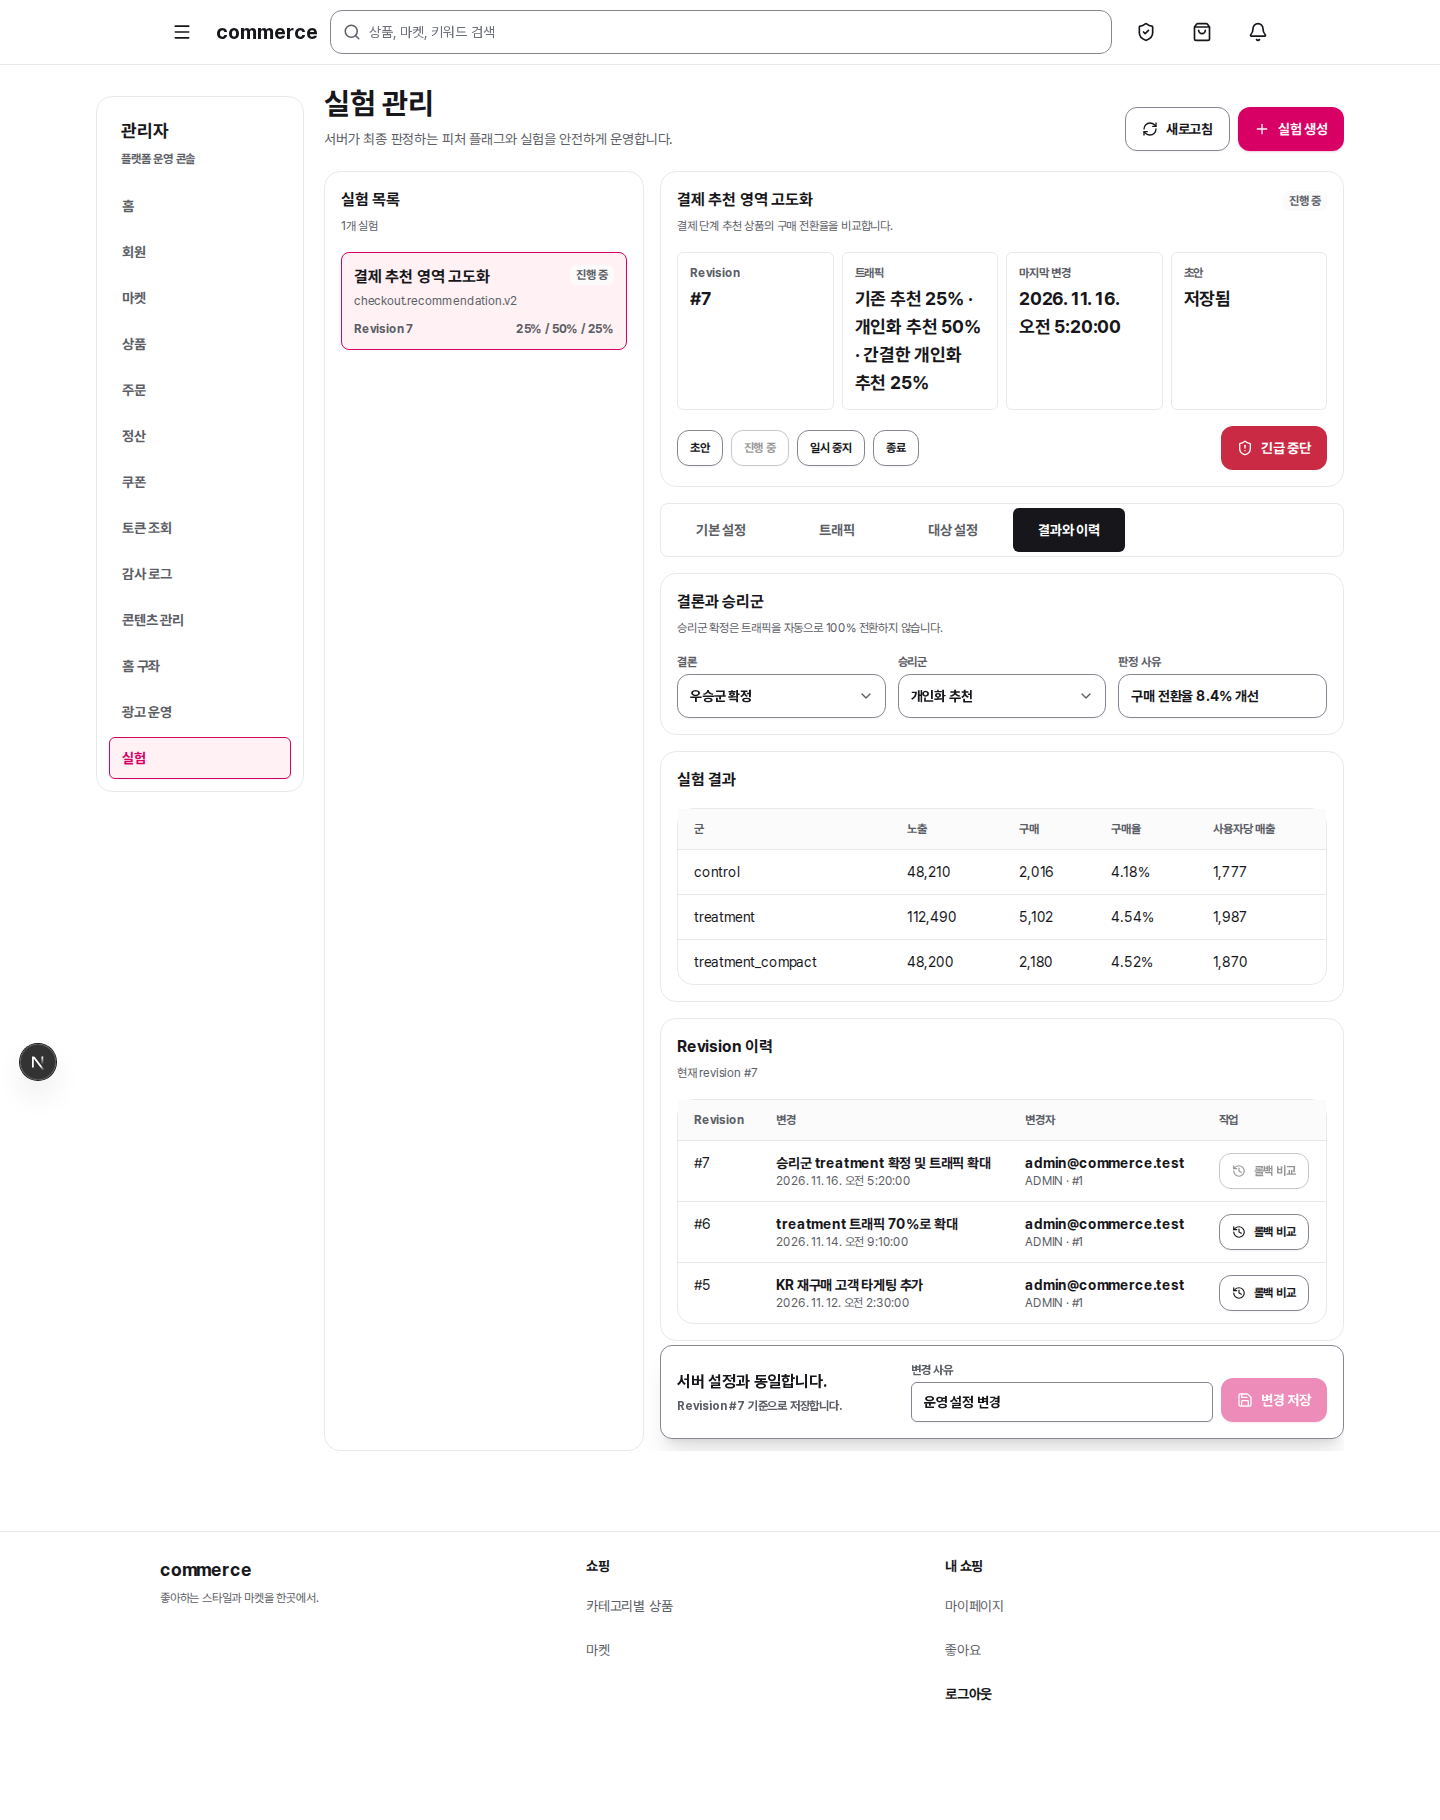 commerce
상품, 마켓, 키워드 검색
관리자
플랫폼 운영 콘솔
홈
회원
마켓
상품
주문
정산
쿠폰
토큰 조회
감사 로그
콘텐츠 관리
홈 구좌
광고 운영
실험
실험 관리
서버가 최종 판정하는 피처 플래그와 실험을 안전하게 운영합니다.
새로고침
실험 생성
실험 목록
1개 실험
결제 추천 영역 고도화
진행 중
checkout.recommendation.v2
Revision 7
25% / 50% / 25%
결제 추천 영역 고도화
진행 중
결제 단계 추천 상품의 구매 전환율을 비교합니다.
Revision
#7
트래픽
기존 추천 25% ·
개인화 추천 50%
· 간결한 개인화
추천 25%
마지막 변경
2026. 11. 16.
오전 5:20:00
초안
저장됨
초안
진행 중
일시 중지
종료
긴급 중단
기본 설정
트래픽
대상 설정
결과와 이력
결론과 승리군
승리군 확정은 트래픽을 자동으로 100% 전환하지 않습니다.
결론
우승군 확정
승리군
개인화 추천
판정 사유
구매 전환율 8.4% 개선
실험 결과
군 노출 구매 구매율 사용자당 매출
control 48,210 2,016 4.18% 1,777
treatment 112,490 5,102 4.54% 1,987
treatment_compact 48,200 2,180 4.52% 1,870
Revision 이력
현재 revision #7
Revision 변경 변경자 작업
#7 승리군 treatment 확정 및 트래픽 확대 admin@commerce.test 롤백 비교
2026. 11. 16. 오전 5:20:00 ADMIN · #1
#6 treatment 트래픽 70%로 확대 admin@commerce.test 롤백 비교
2026. 11. 14. 오전 9:10:00 ADMIN · #1
#5 KR 재구매 고객 타게팅 추가 admin@commerce.test 롤백 비교
2026. 11. 12. 오전 2:30:00 ADMIN · #1
서버 설정과 동일합니다.
Revision #7 기준으로 저장합니다.
변경 사유
운영 설정 변경
변경 저장
commerce
좋아하는 스타일과 마켓을 한곳에서.
쇼핑
카테고리별 상품
마켓
내 쇼핑
마이페이지
좋아요
로그아웃
N